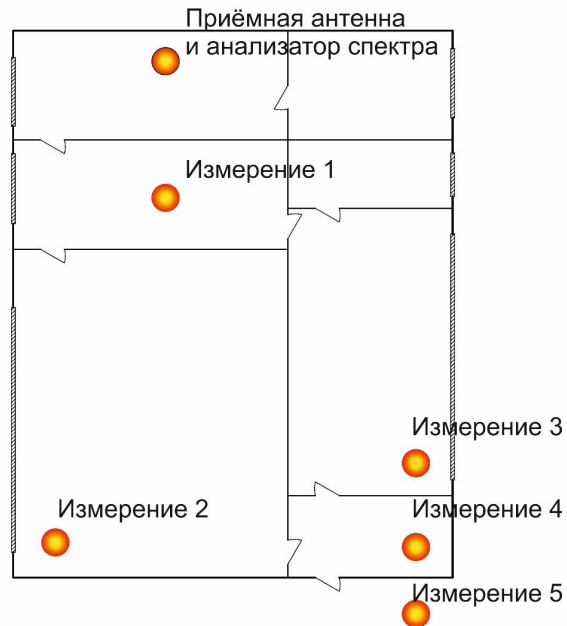 Приёмная антенна
и анализатор спектра
Измерение 1
Измерение 3
Измерение 2
Измерение 4
Измерение 5